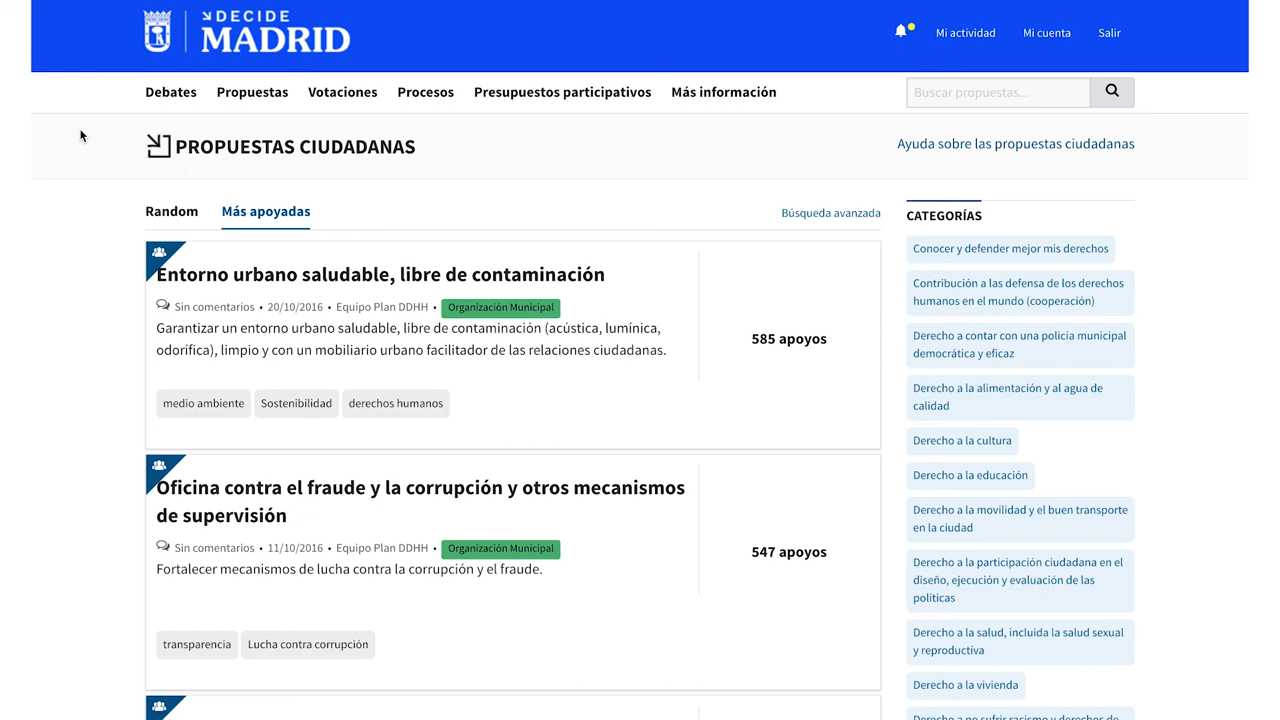 DECIDE
MADRID
Mi actividad
Mi cuenta
Salir
Debates
Propuestas
Votaciones
Procesos
Presupuestos participativos
Más información
Buscar propuestas...
PROPUESTAS CIUDADANAS
Ayuda sobre las propuestas ciudadanas
Random
Más apoyadas
Búsqueda avanzada
Entorno urbano saludable, libre de contaminación
Sin comentarios • 20/10/2016 • Equipo Plan DDHH • Organización Municipal
Garantizar un entorno urbano saludable, libre de contaminación (acústica, lumínica,
odorífica), limpio y con un mobiliario urbano facilitador de las relaciones ciudadanas.
585 apoyos
medio ambiente
Sostenibilidad
derechos humanos
Oficina contra el fraude y la corrupción y otros mecanismos
de supervisión
Sin comentarios • 11/10/2016 • Equipo Plan DDHH • Organización Municipal
Fortalecer mecanismos de lucha contra la corrupción y el fraude.
547 apoyos
transparencia
Lucha contra corrupción
CATEGORÍAS
Conocer y defender mejor mis derechos
Contribución a las defensa de los derechos
humanos en el mundo (cooperación)
Derecho a contar con una policía municipal
democrática y eficaz
Derecho a la alimentación y al agua de
calidad
Derecho a la cultura
Derecho a la educación
Derecho a la movilidad y el buen transporte
en la ciudad
Derecho a la participación ciudadana en el
diseño, ejecución y evaluación de las
políticas
Derecho a la salud, incluida la salud sexual
y reproductiva
Derecho a la vivienda
Derecho a no sufrir racismo y derechos de